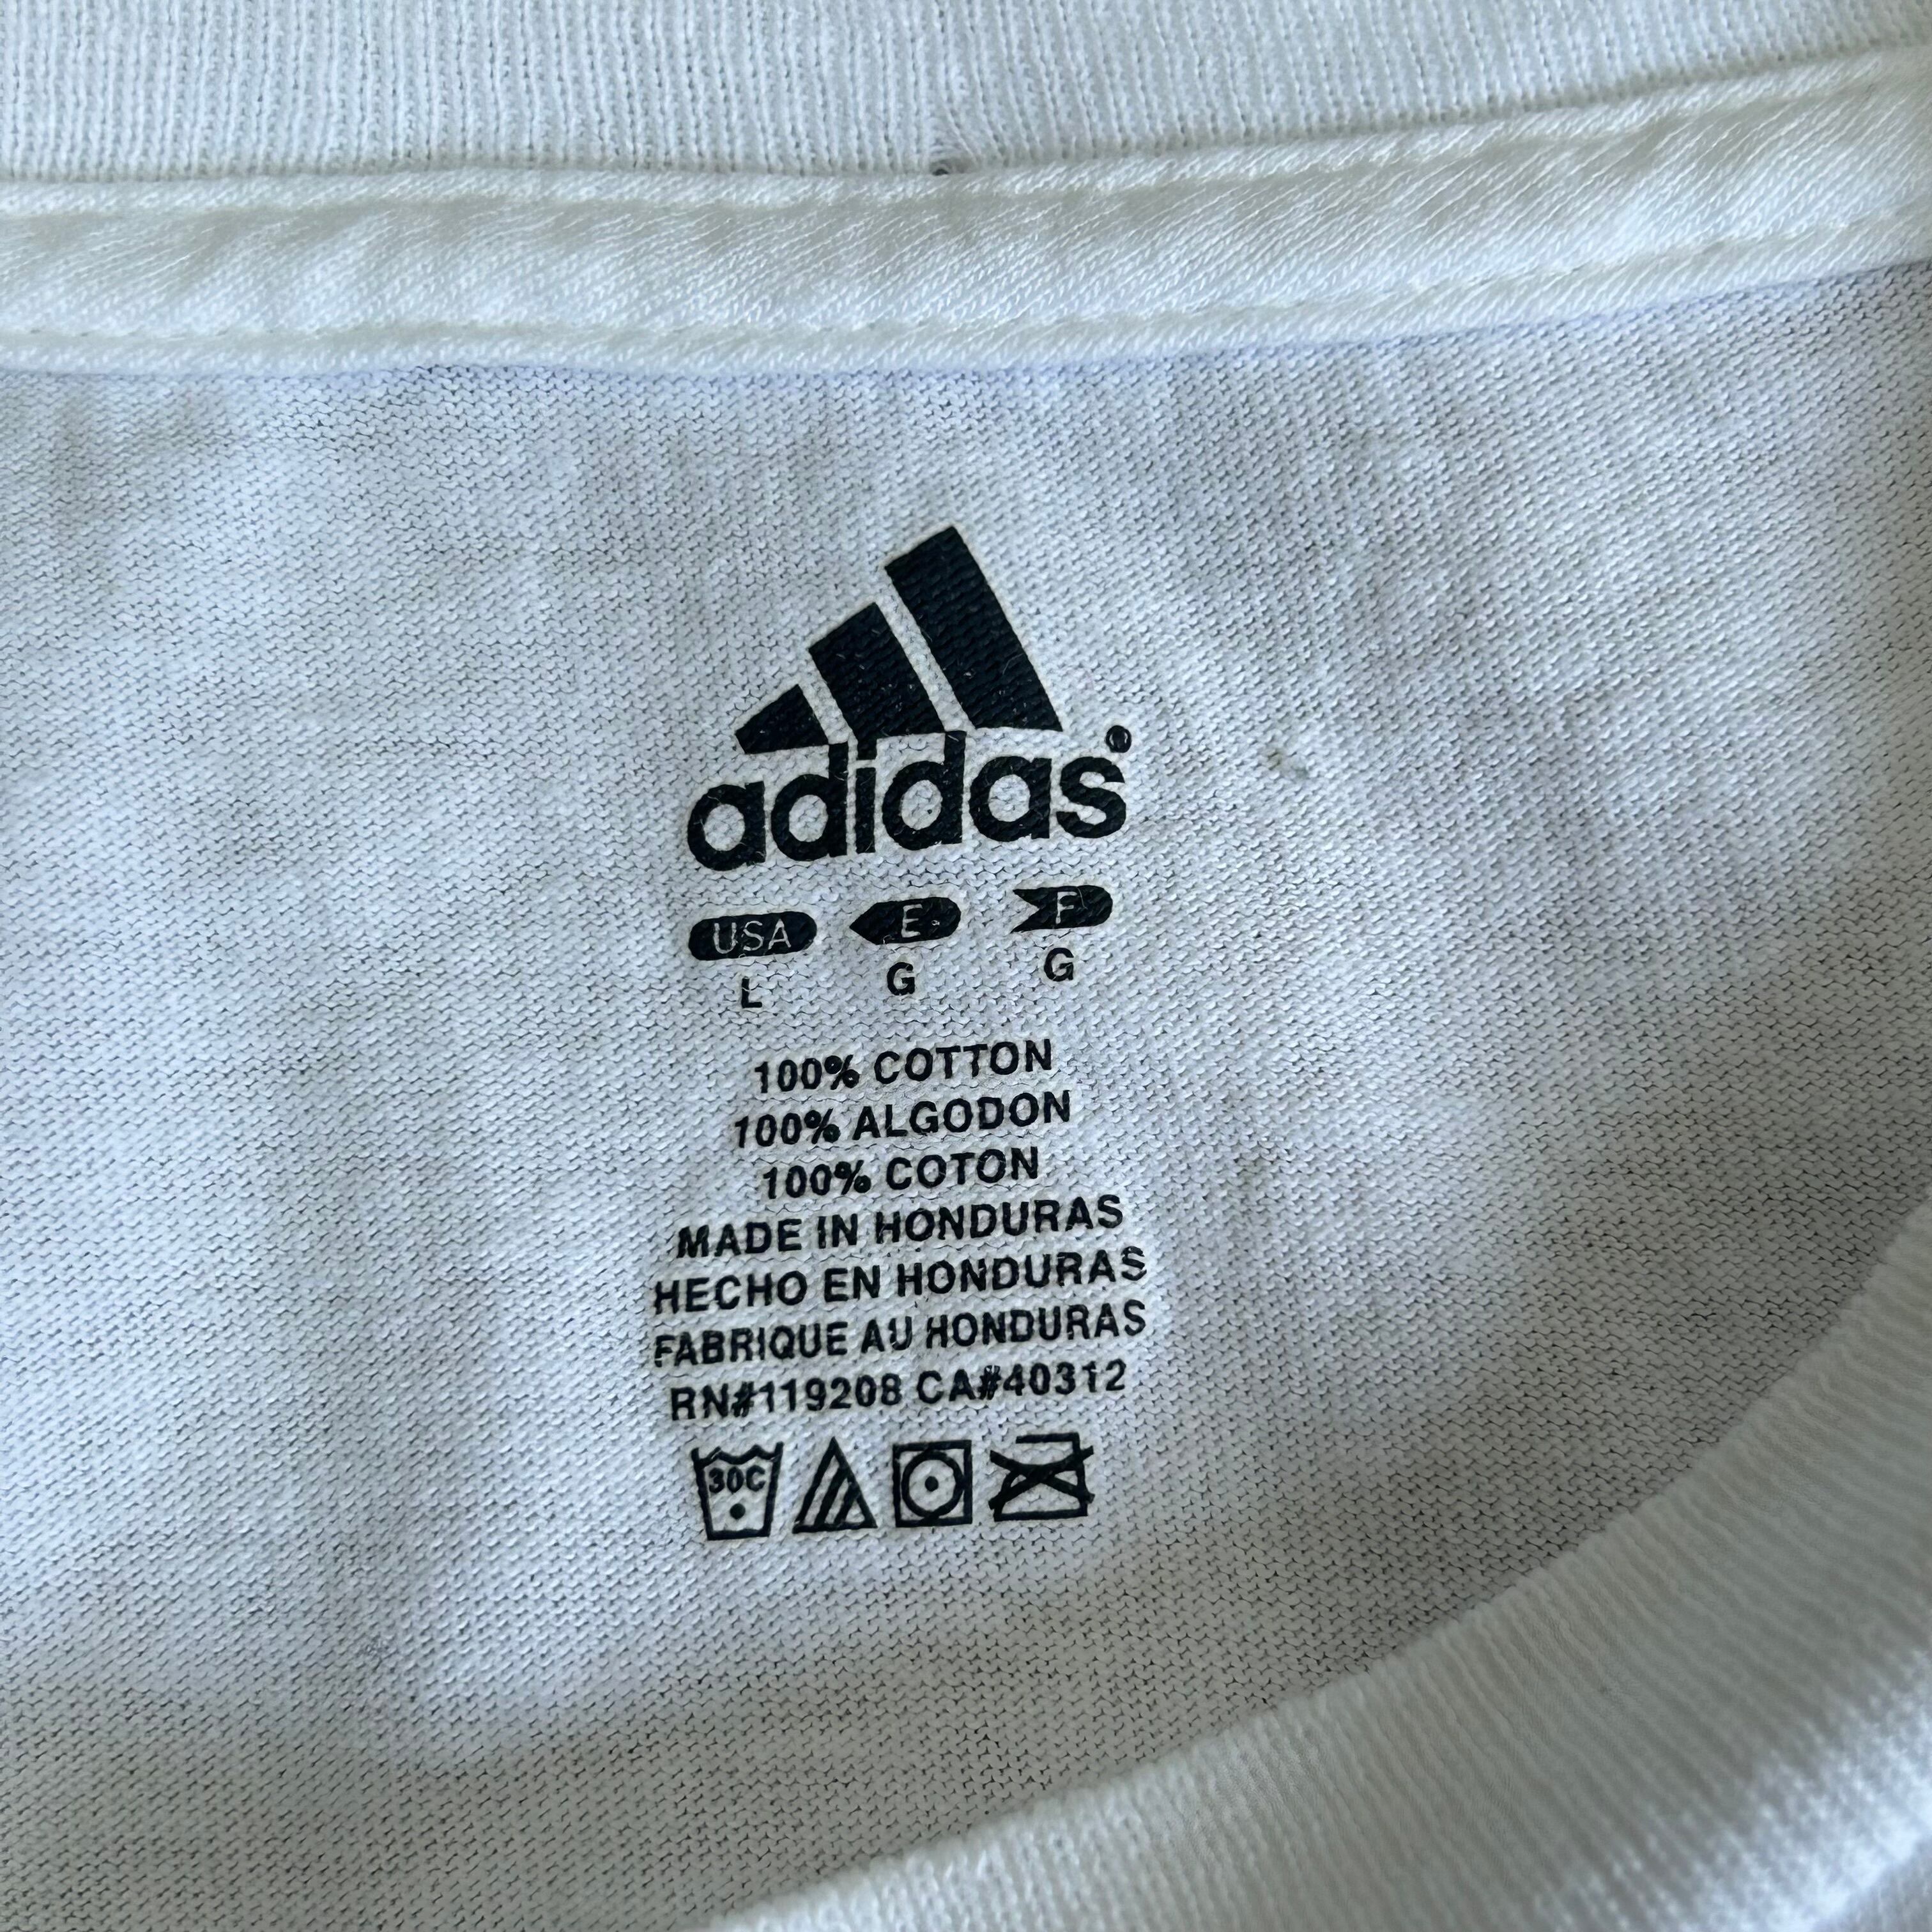 adidas®
USA E F
L G G
100% COTTON
100% ALGODON
100% COTON
MADE IN HONDURAS
HECHO EN HONDURAS
FABRIQUE AU HONDURAS
RN#119208 CA#40312
30C